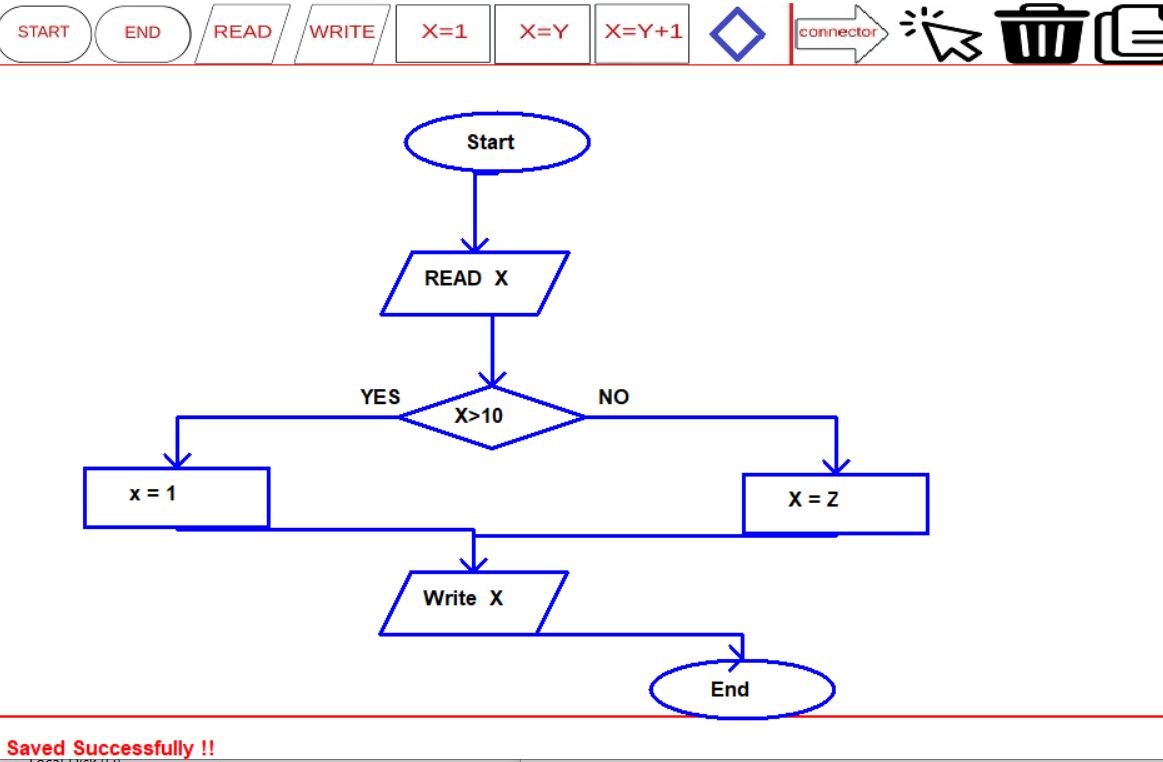 START END READ WRITE X=1 X=Y X=Y+1 connector
Start
READ X
YES NO
X>10
x = 1
X = Z
Write X
End
Saved Successfully !!